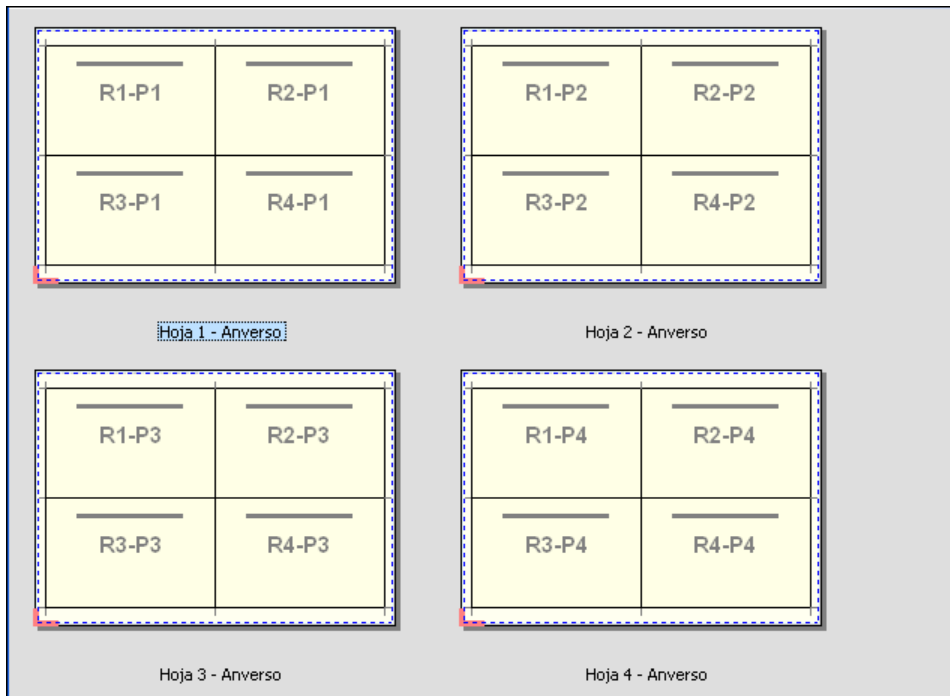 R1-P1 R2-P1 R1-P2 R2-P2
R3-P1 R4-P1 R3-P2 R4-P2
Hoja 1 - Anverso Hoja 2 - Anverso
R1-P3 R2-P3 R1-P4 R2-P4
R3-P3 R4-P3 R3-P4 R4-P4
Hoja 3 - Anverso Hoja 4 - Anverso